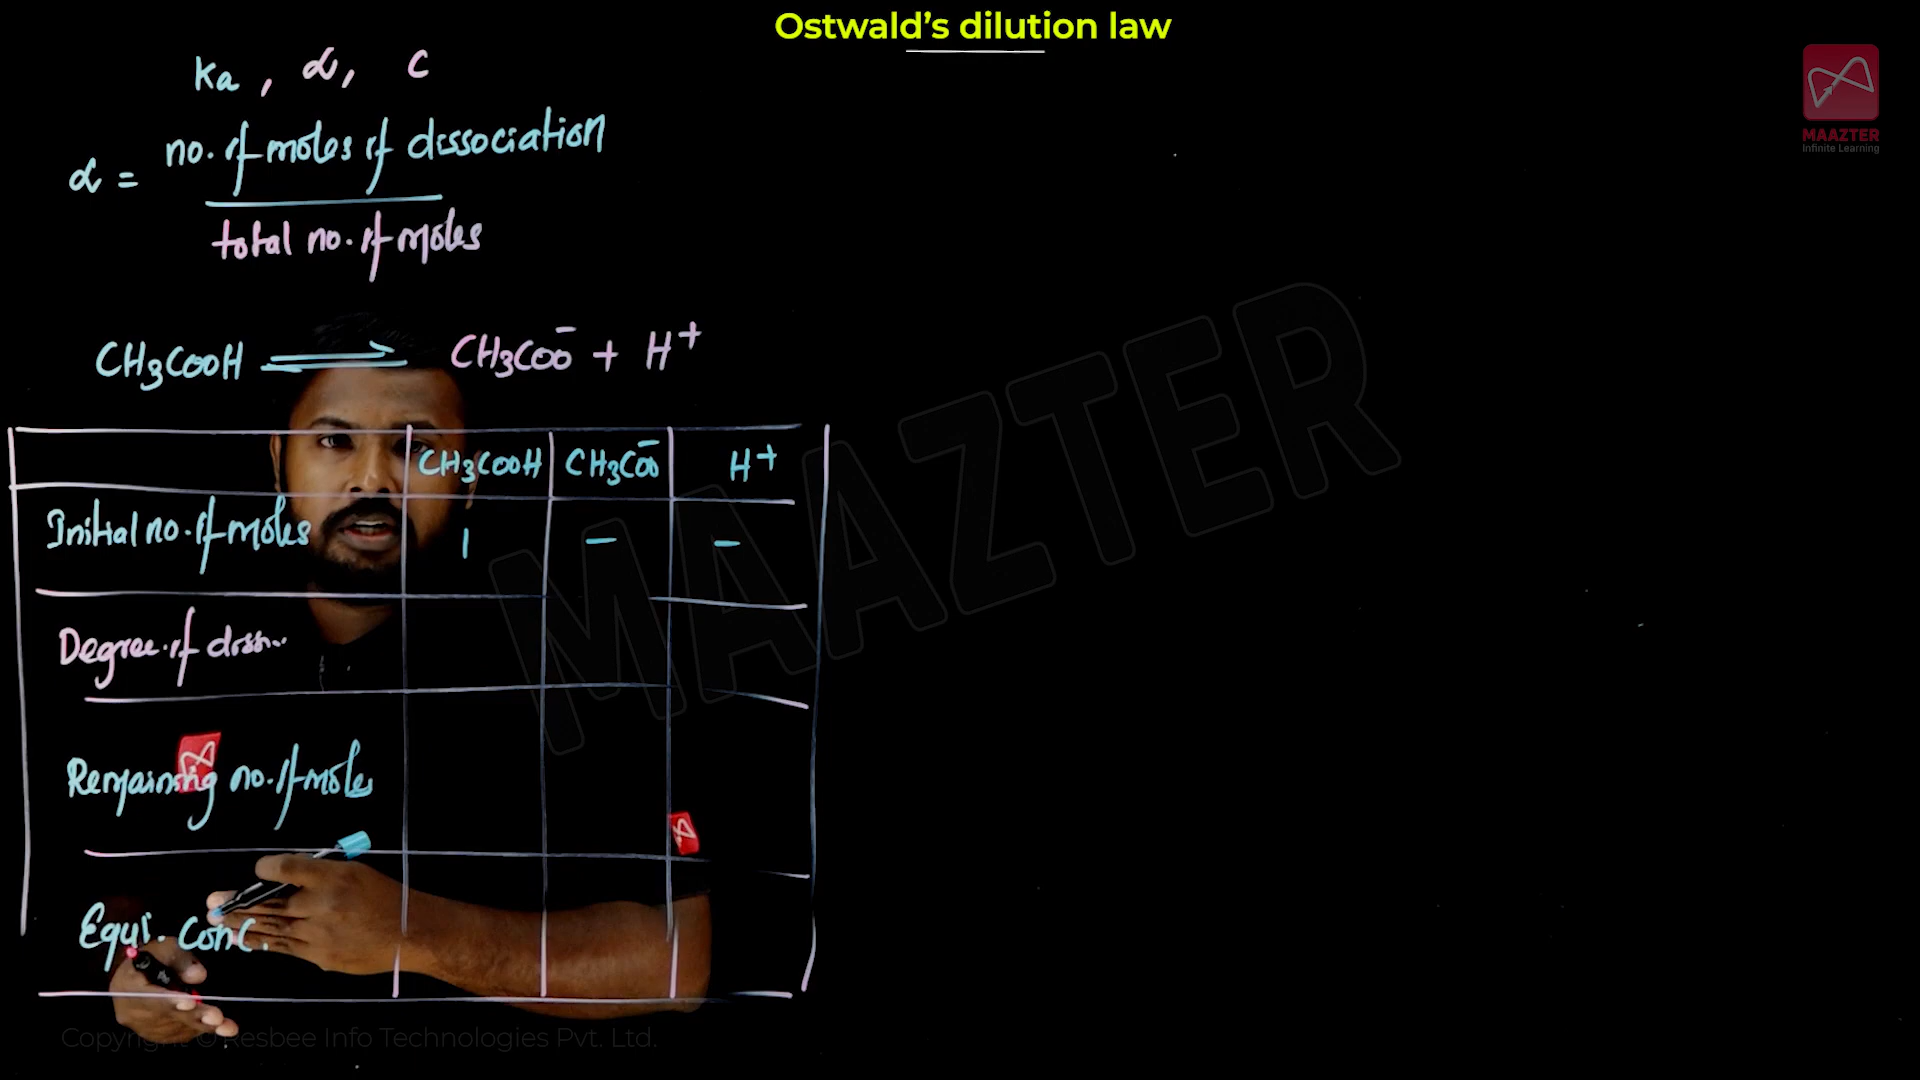 Ostwald's dilution law
Ka, α, C
α = no. of moles of dissociation
total no. of moles
CH3COOH ⇌ CH3COO⁻ + H⁺
CH3COOH CH3COO⁻ H⁺
Initial no. of moles 1 – –
Degree of disso..
Remaining no. of moles
Equi. Conc.
MAAZTER
Infinite Learning
MAAZTER
Copyright © Resbee Info Technologies Pvt. Ltd.